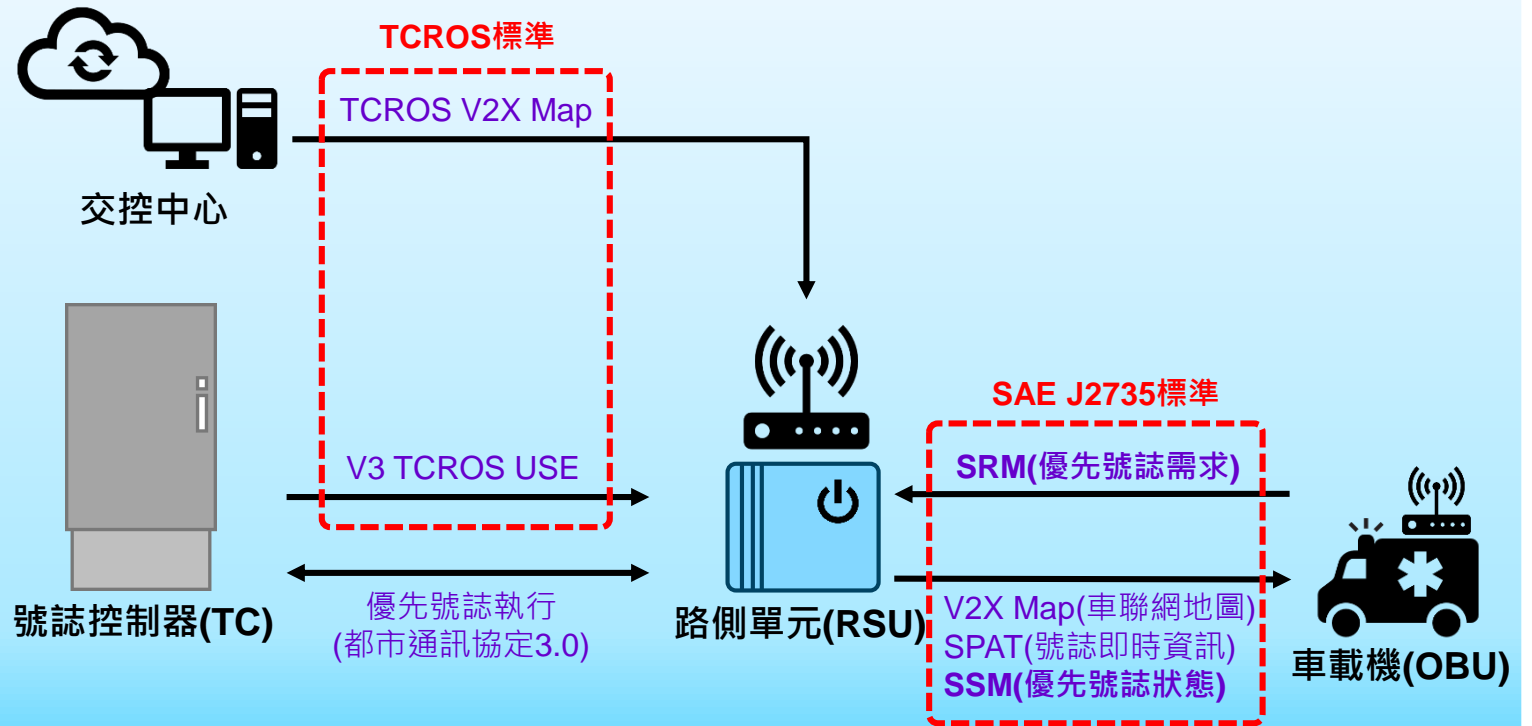 TCROS標準
TCROS V2X Map
交控中心
SAE J2735標準
V3 TCROS USE
SRM(優先號誌需求)
優先號誌執行
(都市通訊協定3.0)
號誌控制器(TC)
路側單元(RSU)
V2X Map(車聯網地圖)
SPAT(號誌即時資訊)
SSM(優先號誌狀態)
車載機(OBU)